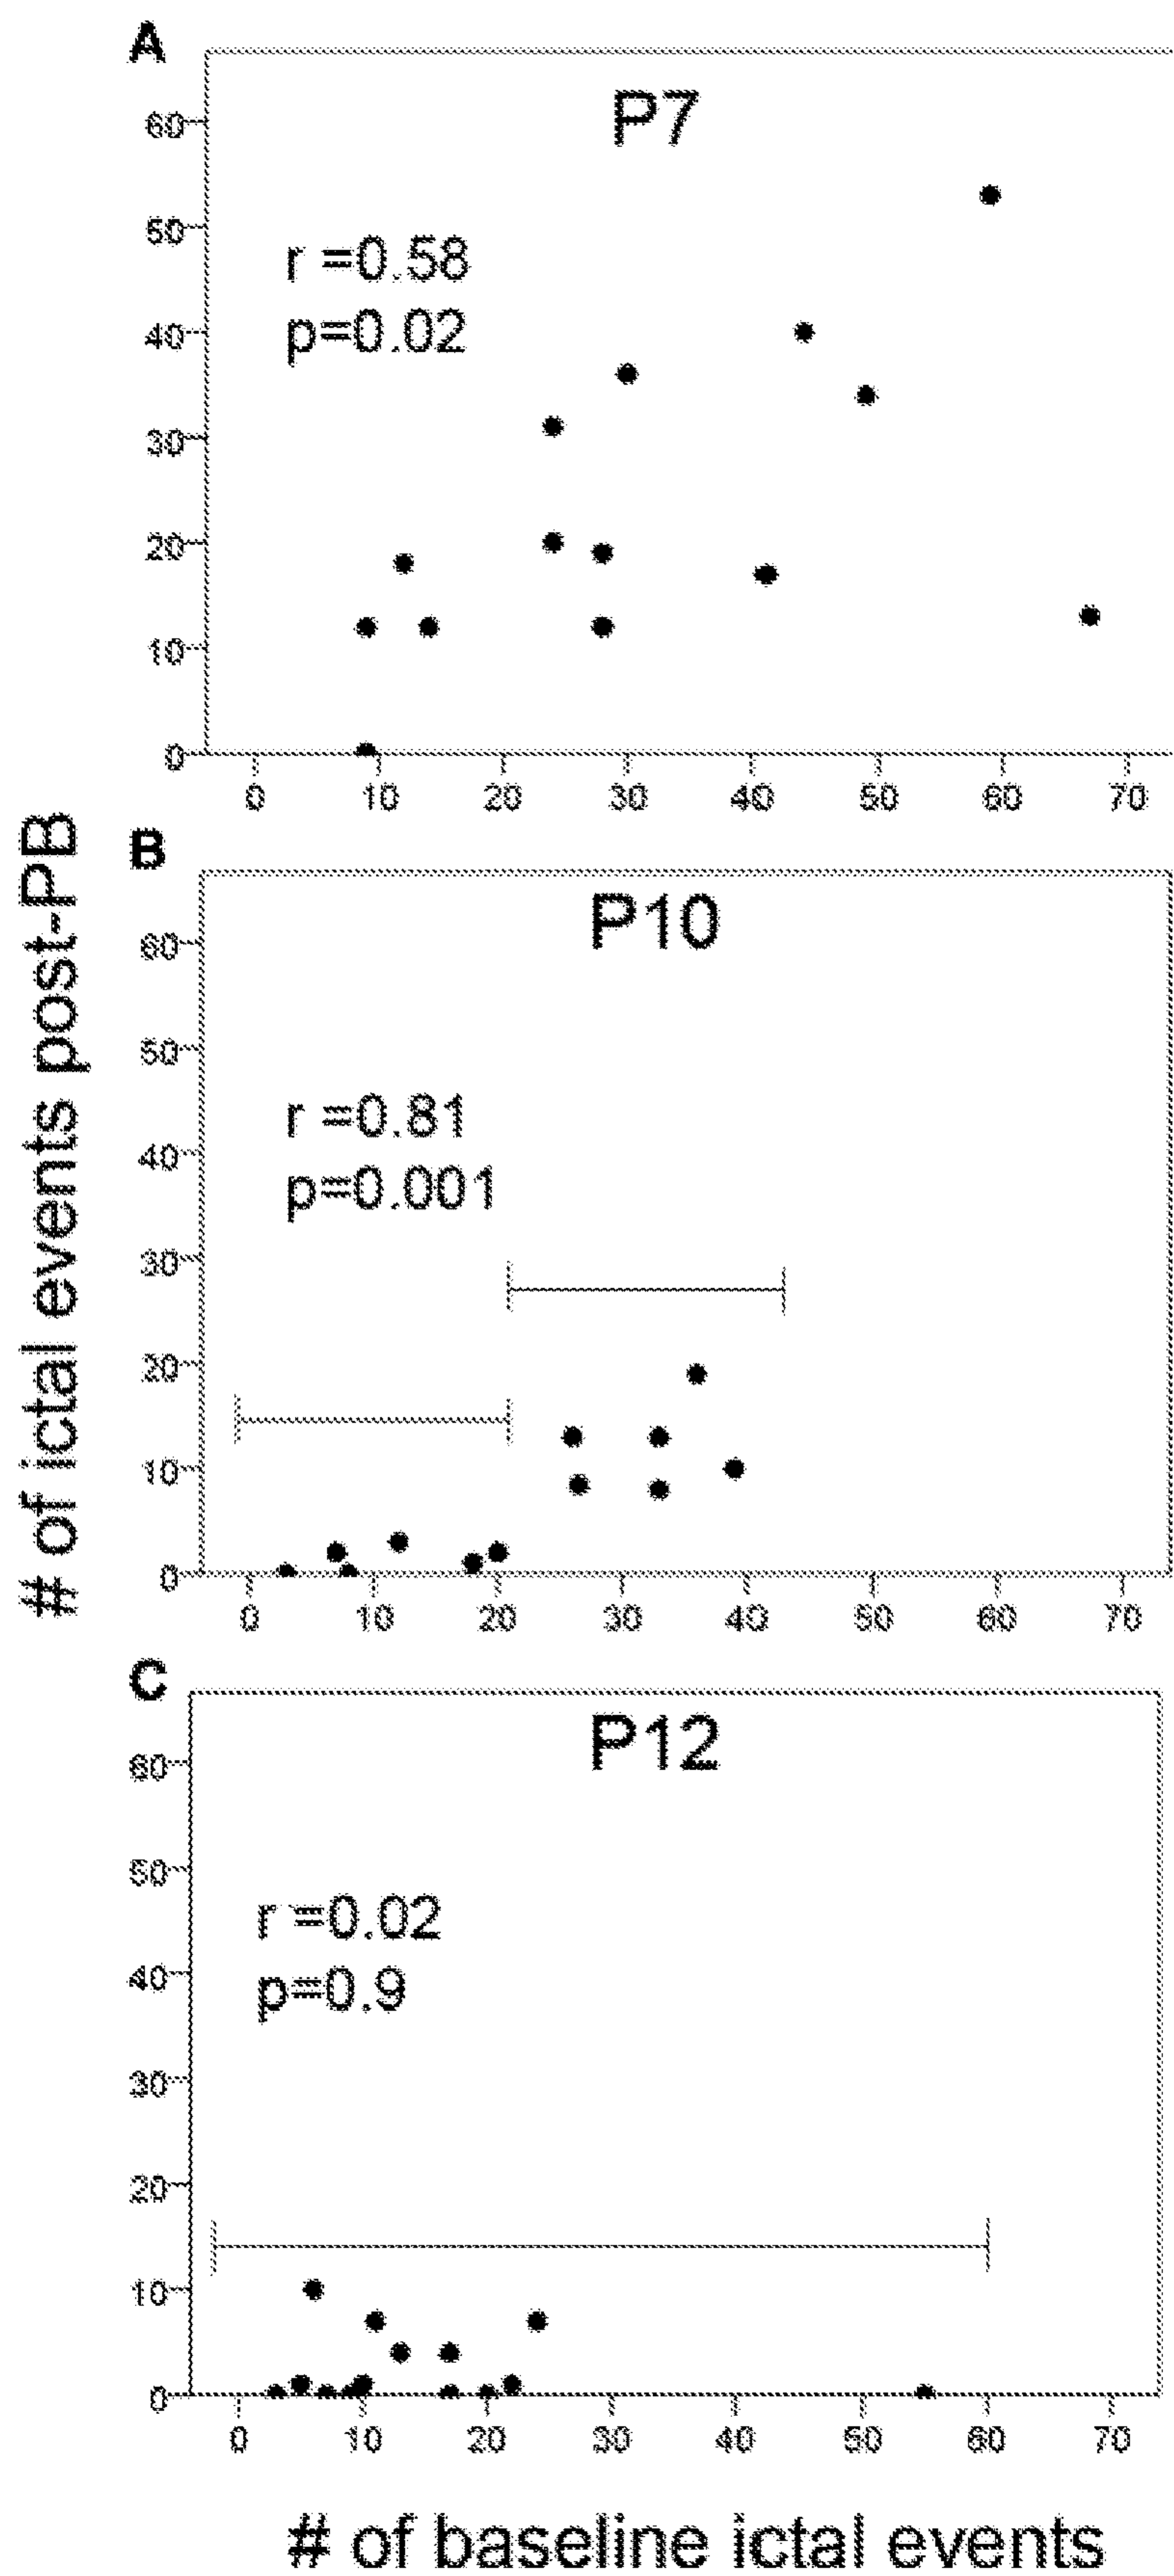 # of ictal events post-PB
A
P7
r =0.58
p=0.02
60
50
40
30
20
10
0
0 10 20 30 40 50 60 70
B
P10
r =0.81
p=0.001
60
50
40
30
20
10
0
0 10 20 30 40 50 60 70
C
P12
r =0.02
p=0.9
60
50
40
30
20
10
0
0 10 20 30 40 50 60 70
# of baseline ictal events